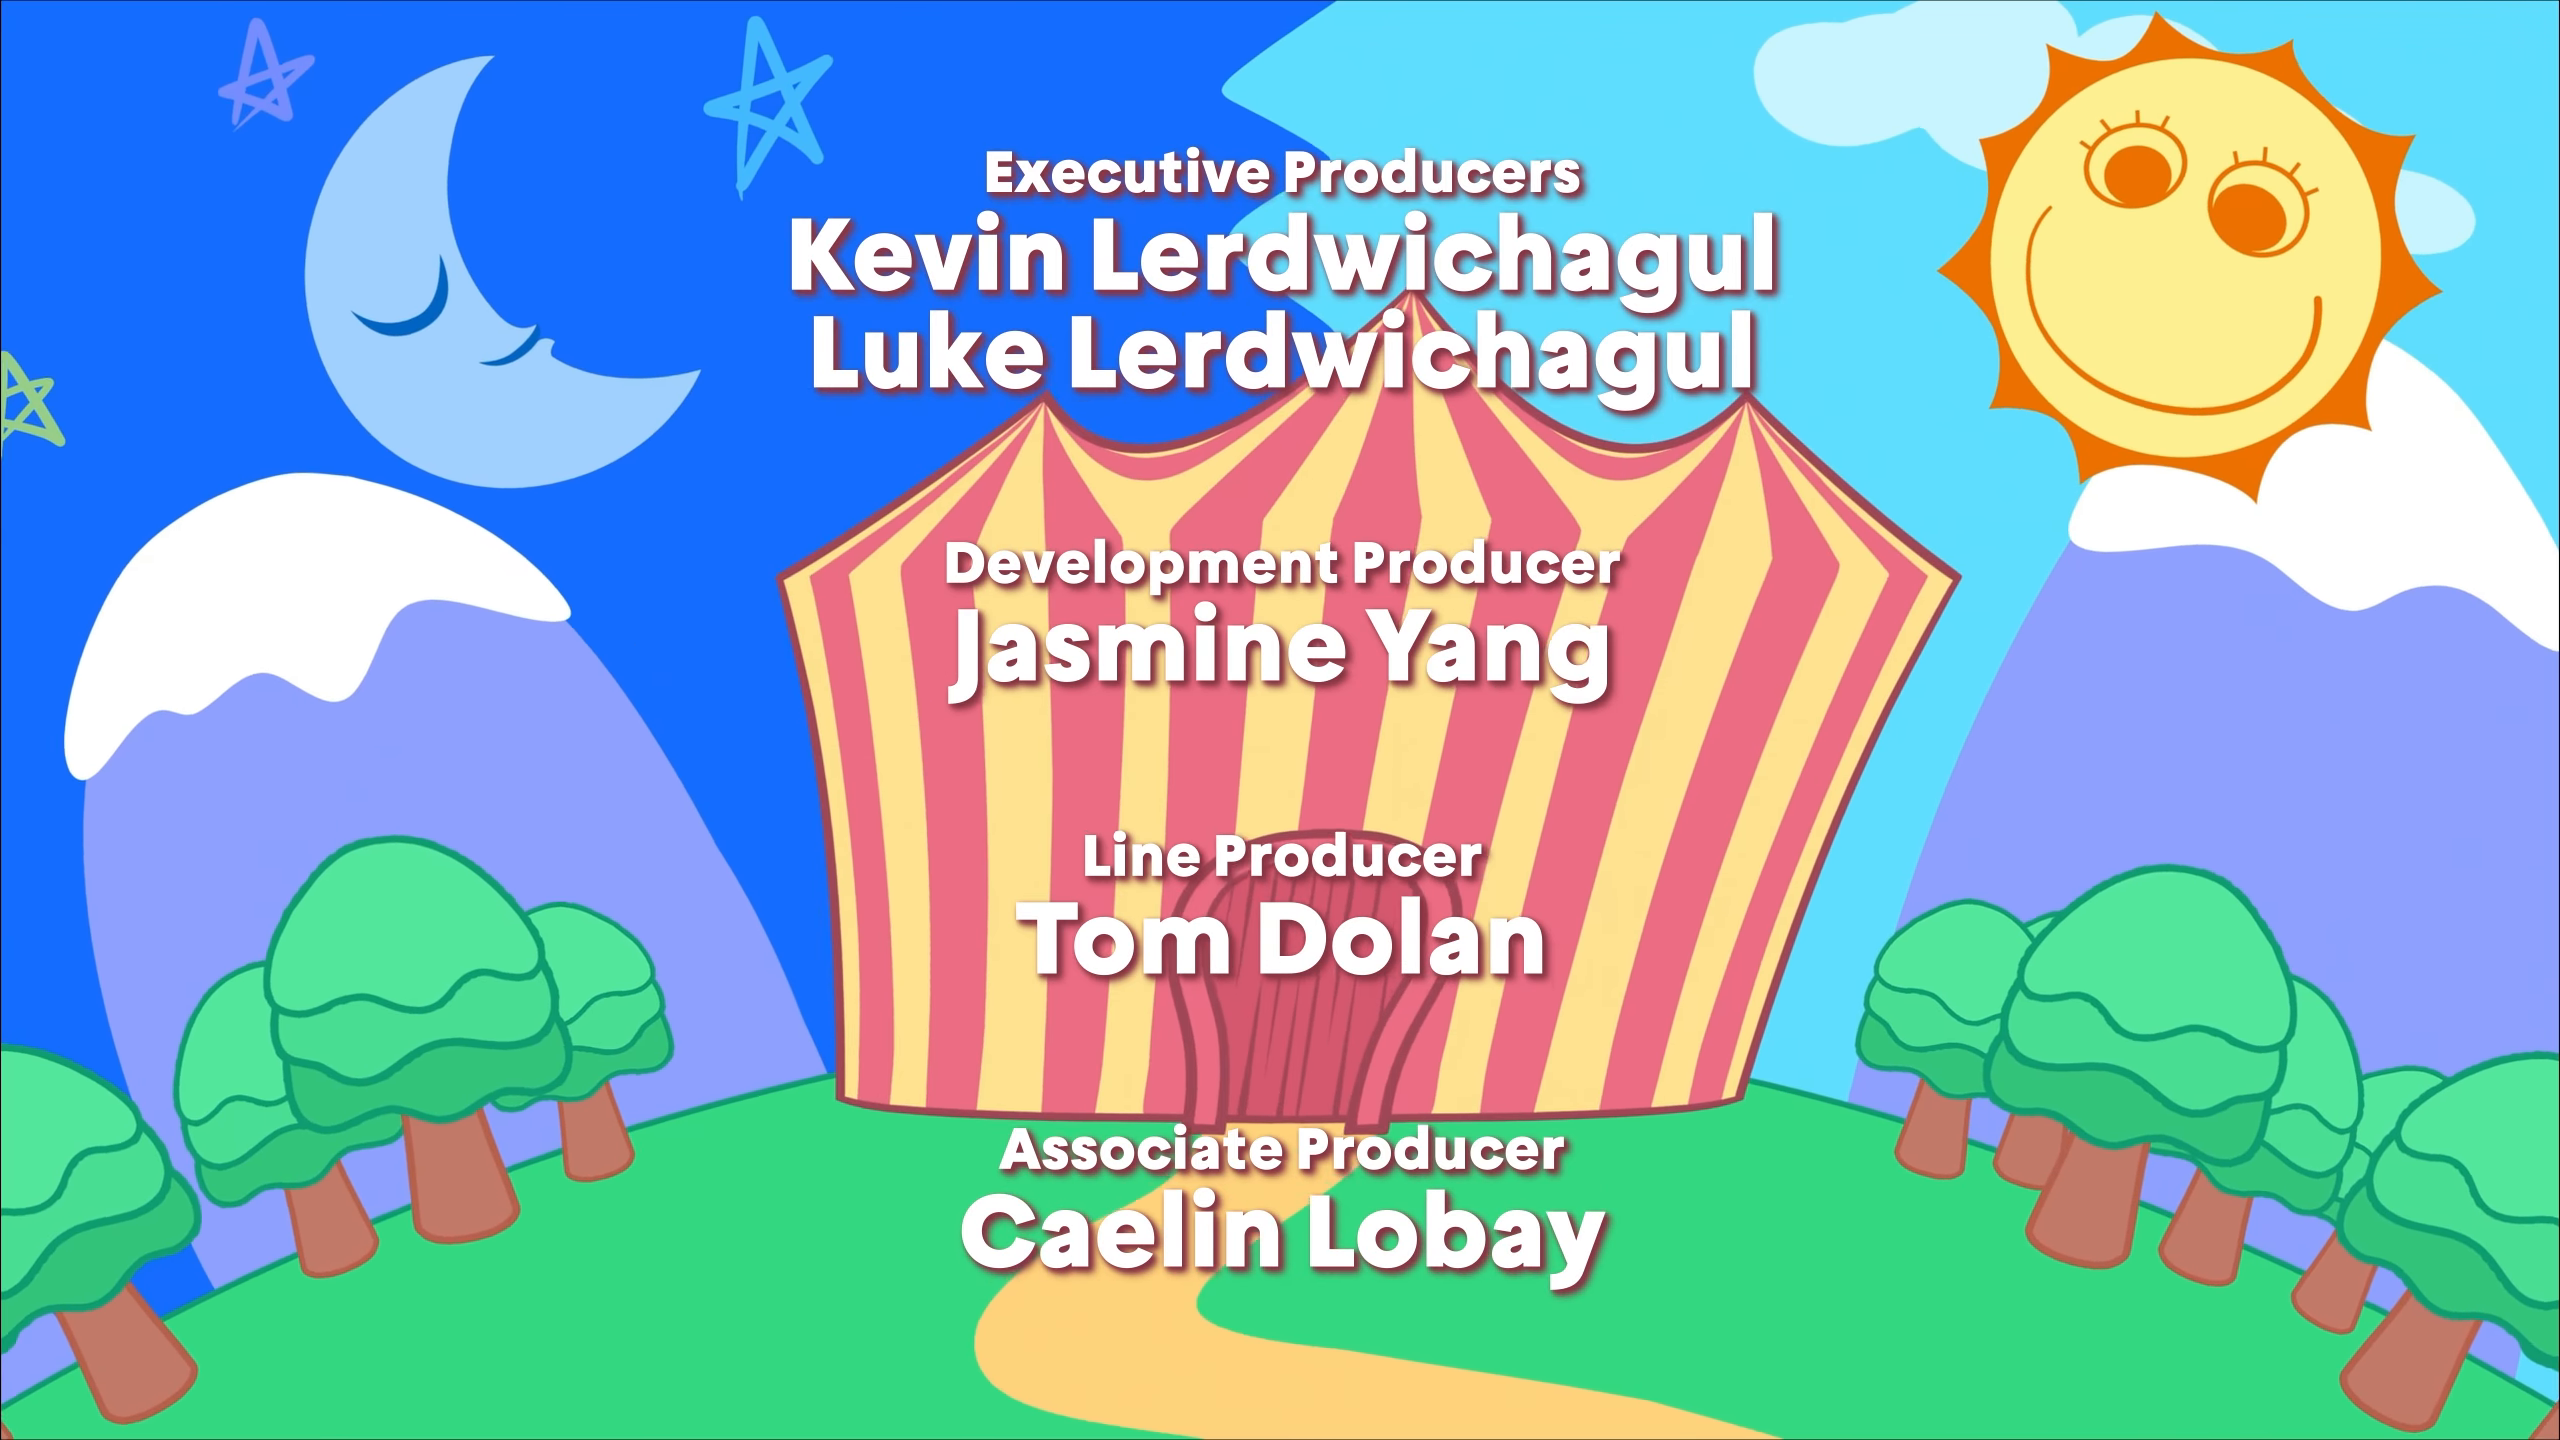 Executive Producers
Kevin Lerdwichagul
Luke Lerdwichagul
Development Producer
Jasmine Yang
Line Producer
Tom Dolan
Associate Producer
Caelin Lobay